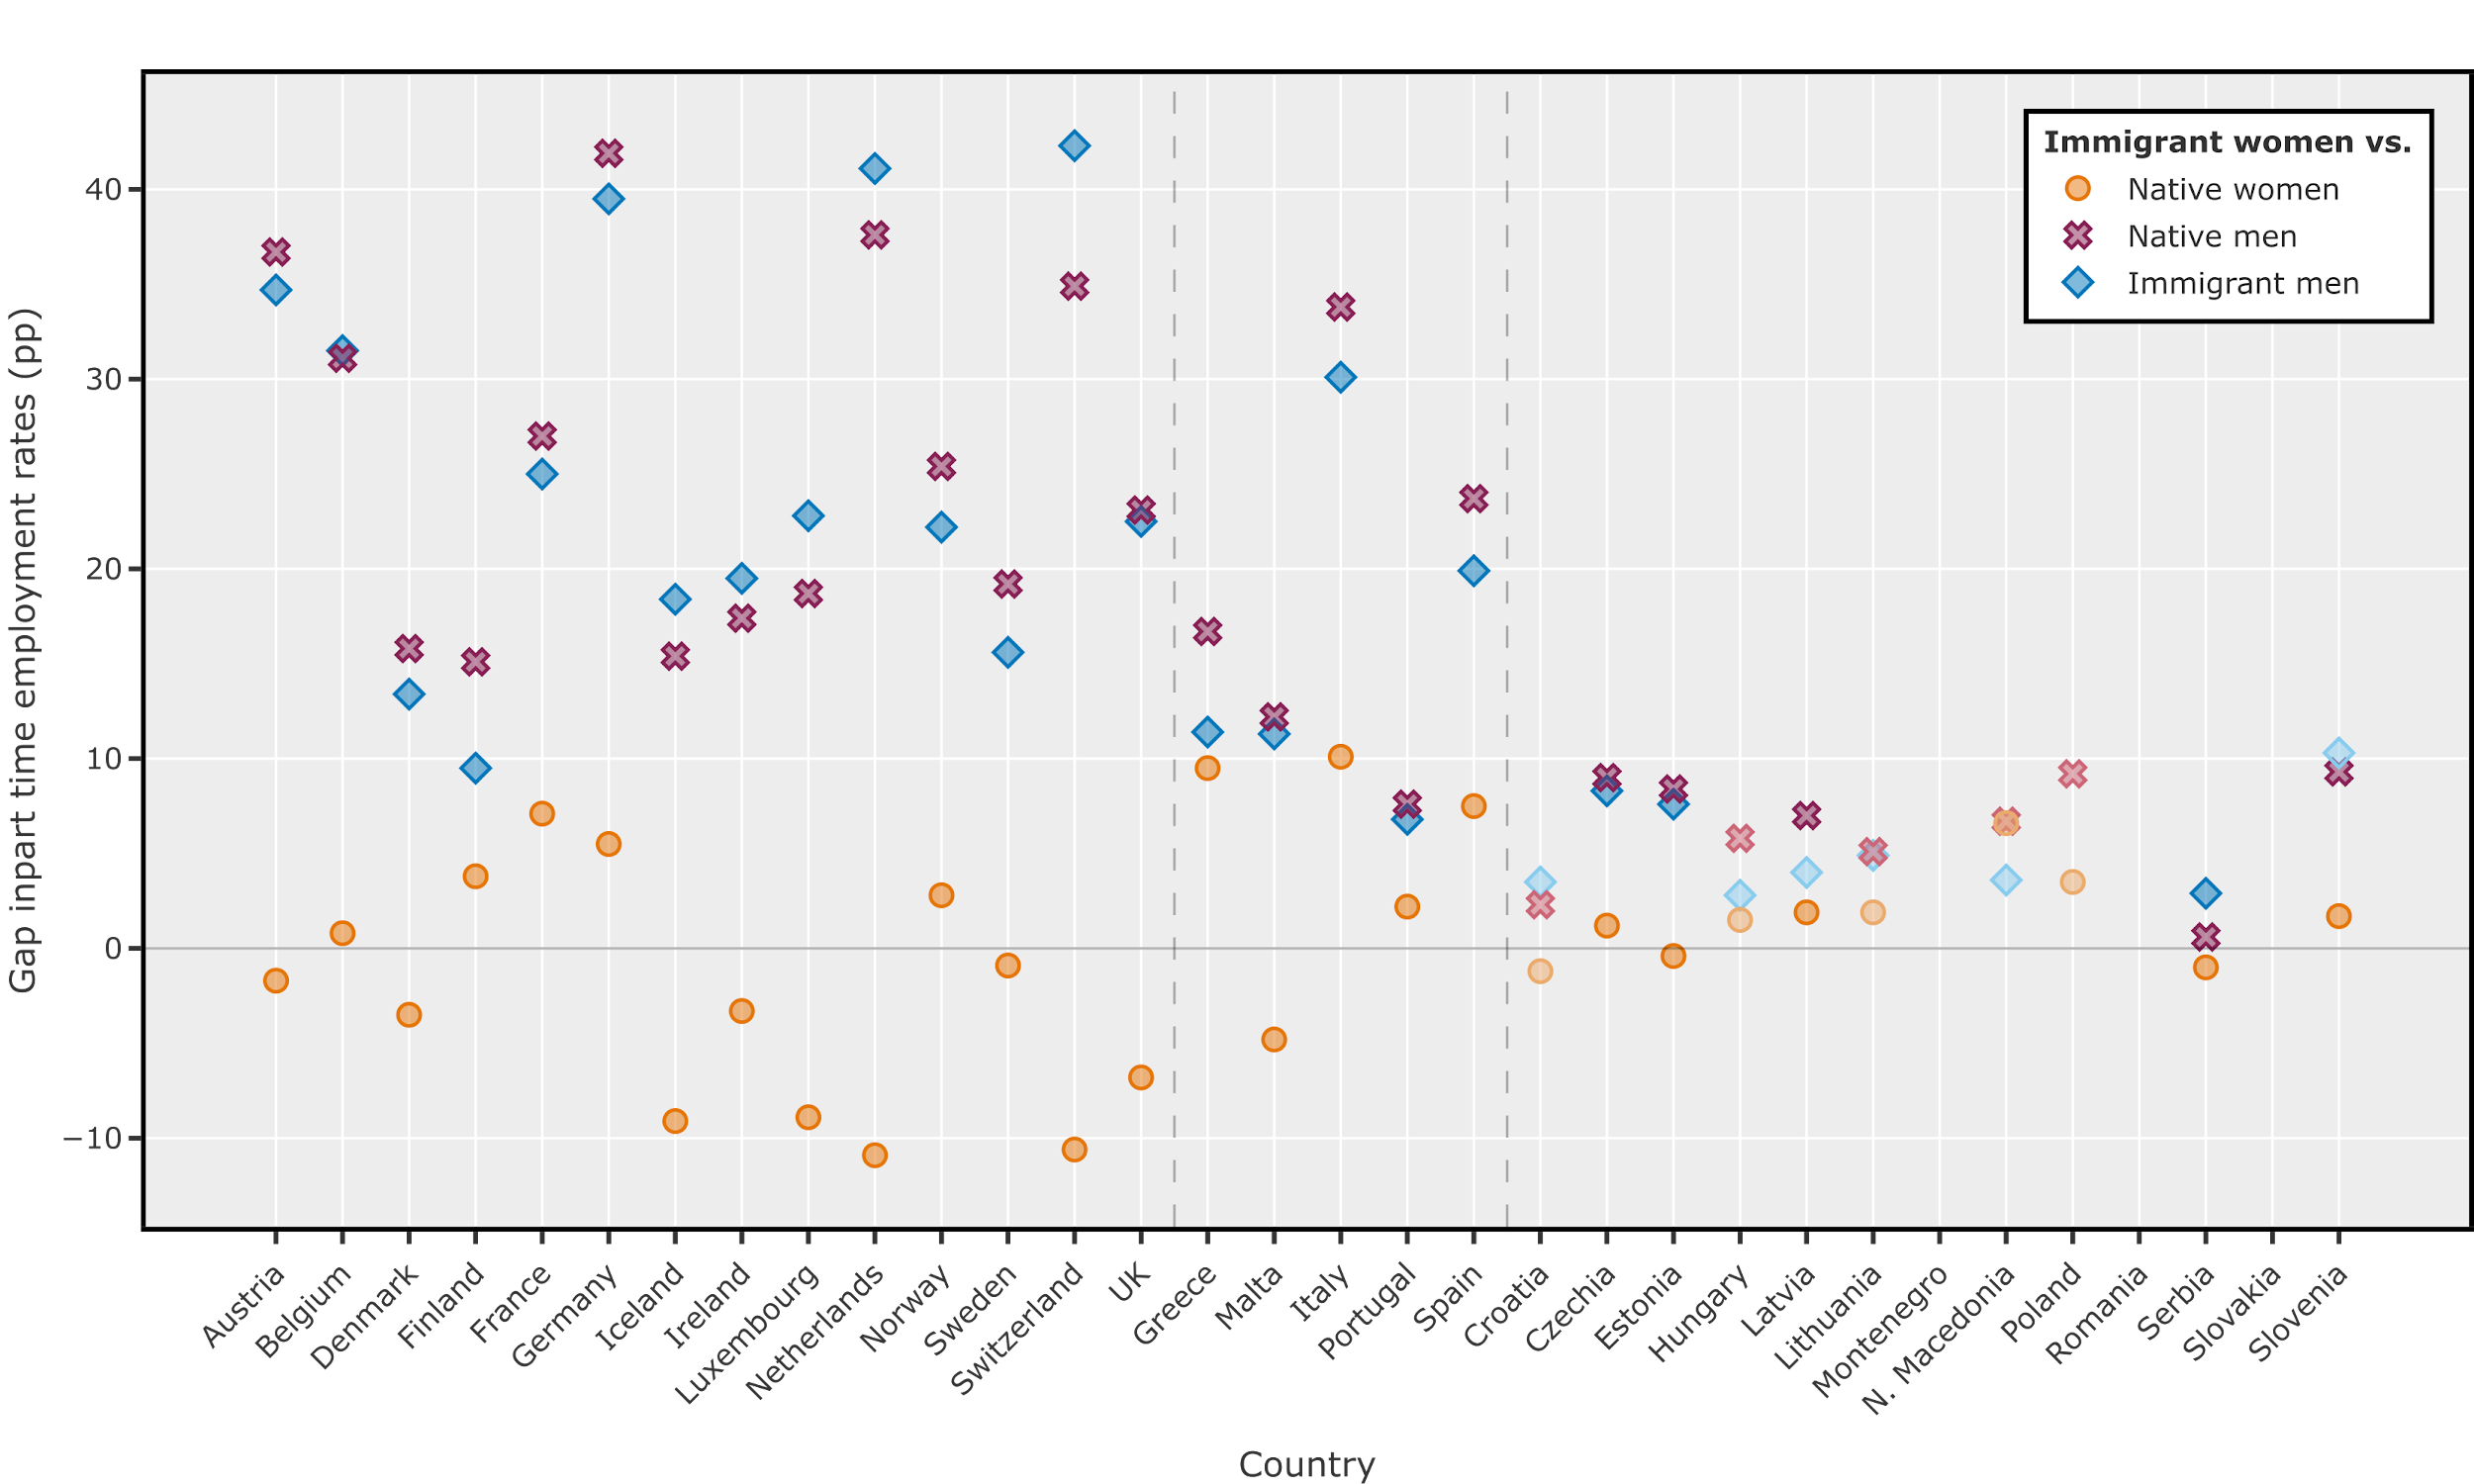 Gap inpart time employment rates (pp)
40
30
20
10
0
−10
Immigrant women vs.
Native women
Native men
Immigrant men
Austria
Belgium
Denmark
Finland
France
Germany
Iceland
Ireland
Luxembourg
Netherlands
Norway
Sweden
Switzerland
UK
Greece
Malta
Italy
Portugal
Spain
Croatia
Czechia
Estonia
Hungary
Latvia
Lithuania
Montenegro
N. Macedonia
Poland
Romania
Serbia
Slovakia
Slovenia
Country